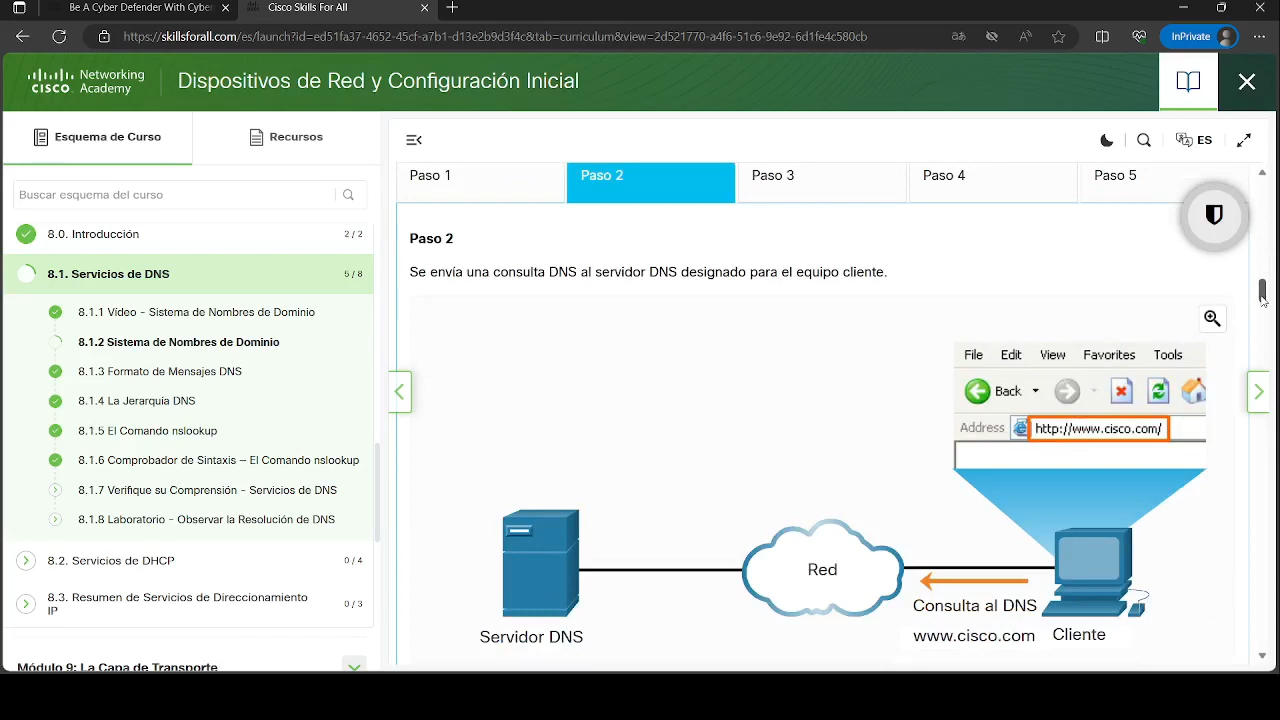 Be A Cyber Defender With Cyber
Cisco Skills For All
https://skillsforall.com/es/launch?id=ed51fa37-4652-45cf-a7b1-d13e2b9d3f4c8&tab=curriculum&view=2d521770-a4f6-51c6-9e92-6d1fe4c580cb
InPrivate
Networking
CISCO Academy
Dispositivos de Red y Configuración Inicial
Esquema de Curso
Recursos
ES
Buscar esquema del curso
Paso 1
Paso 2
Paso 3
Paso 4
Paso 5
8.0. Introducción 2 / 2
8.1. Servicios de DNS 5 / 8
8.1.1 Video - Sistema de Nombres de Dominio
8.1.2 Sistema de Nombres de Dominio
8.1.3 Formato de Mensajes DNS
8.1.4 La Jerarquía DNS
8.1.5 El Comando nslookup
8.1.6 Comprobador de Sintaxis – El Comando nslookup
8.1.7 Verifique su Comprensión - Servicios de DNS
8.1.8 Laboratorio - Observar la Resolución de DNS
8.2. Servicios de DHCP 0 / 4
8.3. Resumen de Servicios de Direccionamiento
IP 0 / 3
Módulo 9: La Capa de Transporte
Paso 2
Se envía una consulta DNS al servidor DNS designado para el equipo cliente.
File Edit View Favorites Tools
Back
Address http://www.cisco.com/
Red
Consulta al DNS
www.cisco.com
Servidor DNS
Cliente